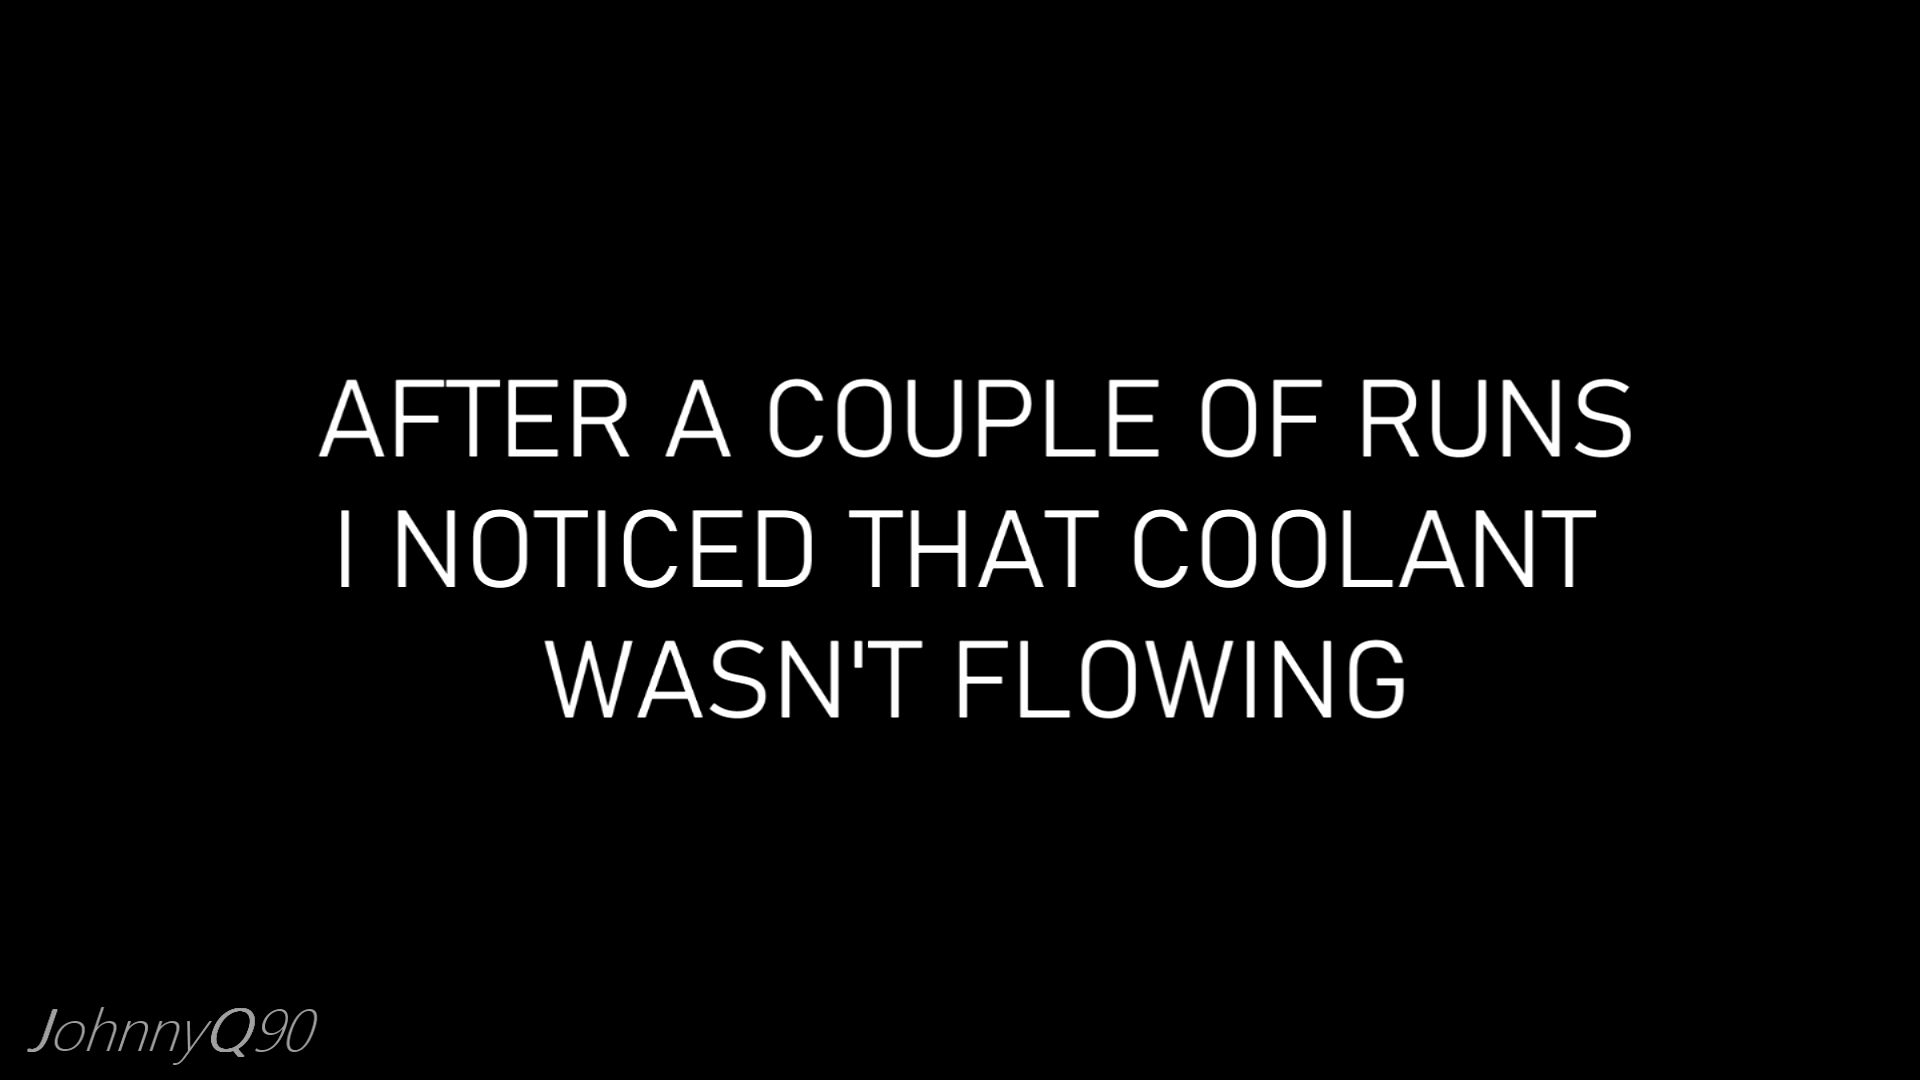 AFTER A COUPLE OF RUNS
I NOTICED THAT COOLANT
WASN'T FLOWING
JohnnyQ90